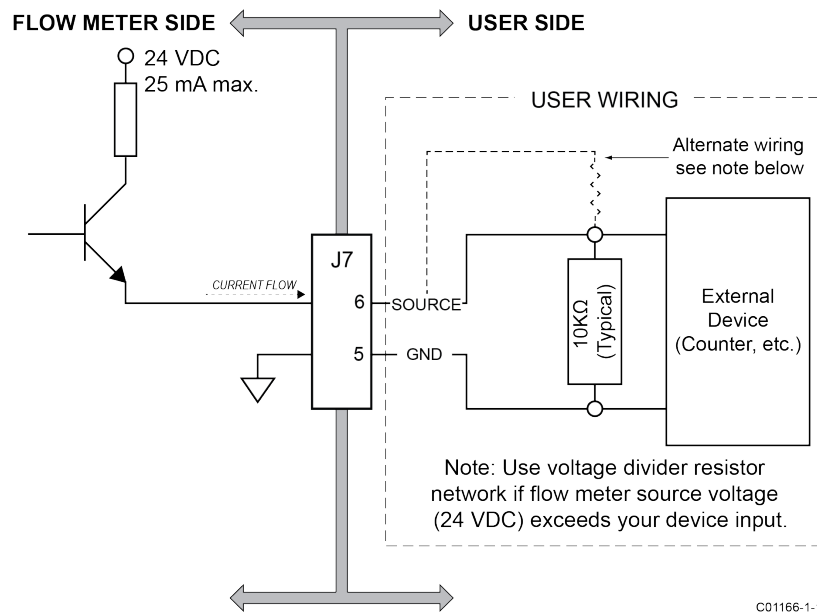 FLOW METER SIDE
USER SIDE
24 VDC
25 mA max.
USER WIRING
Alternate wiring
see note below
J7
CURRENT FLOW
6
SOURCE
5
GND
10KΩ
(Typical)
External
Device
(Counter, etc.)
Note: Use voltage divider resistor
network if flow meter source voltage
(24 VDC) exceeds your device input.